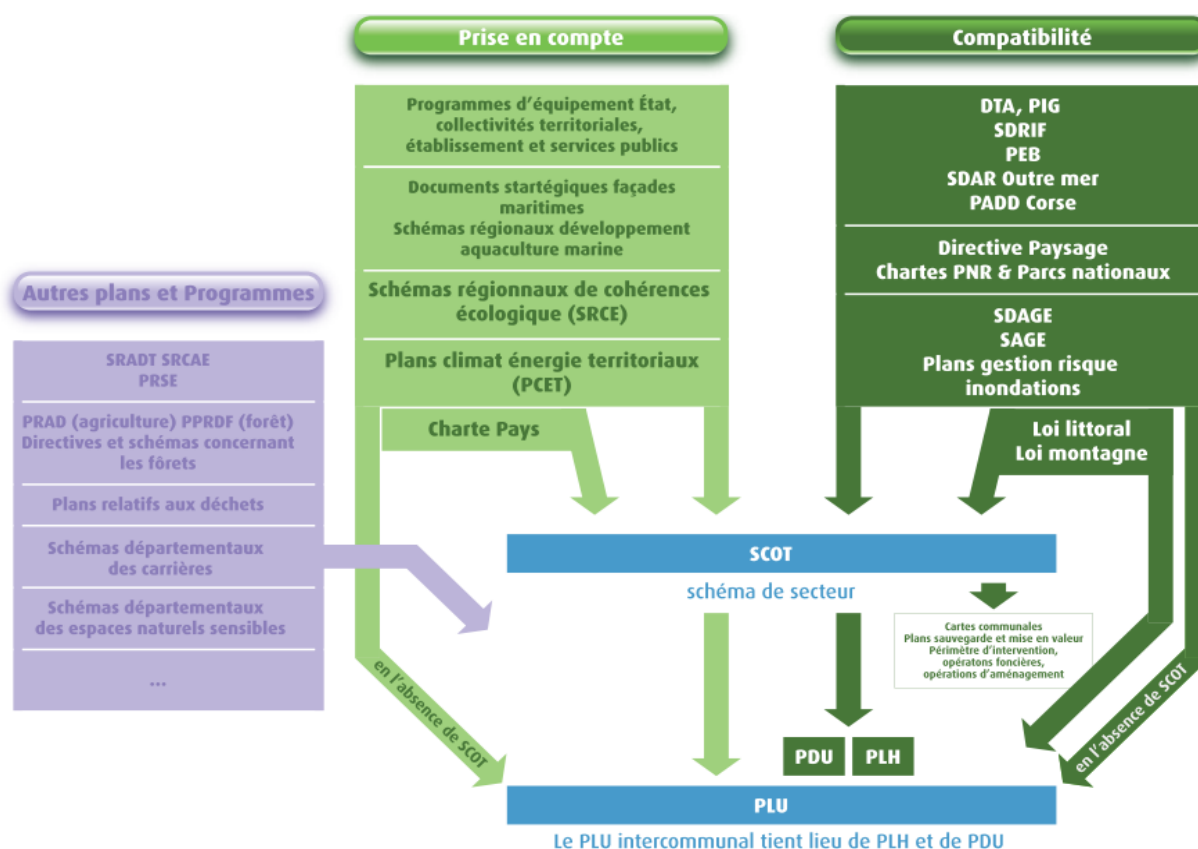 Prise en compte
Programmes d'équipement État,
collectivités territoriales,
établissement et services publics
Documents startégiques façades
maritimes
Schémas régionaux développement
aquaculture marine
Schémas régionnaux de cohérences
écologique (SRCE)
Plans climat énergie territoriaux
(PCET)
Charte Pays
Compatibilité
DTA, PIG
SDRIF
PEB
SDAR Outre mer
PADD Corse
Directive Paysage
Chartes PNR & Parcs nationaux
SDAGE
SAGE
Plans gestion risque
inondations
Loi littoral
Loi montagne
Autres plans et Programmes
SRADT SRCAE
PRSE
PRAD (agriculture) PPRDF (forêt)
Directives et schémas concernant
les fôrets
Plans relatifs aux déchets
Schémas départementaux
des carrières
Schémas départementaux
des espaces naturels sensibles
...
SCOT
schéma de secteur
Cartes communales
Plans sauvegarde et mise en valeur
Périmètre d'intervention,
opératons foncières,
opérations d'aménagement
en l'absence de SCOT
en l'absence de SCOT
PDU
PLH
PLU
Le PLU intercommunal tient lieu de PLH et de PDU